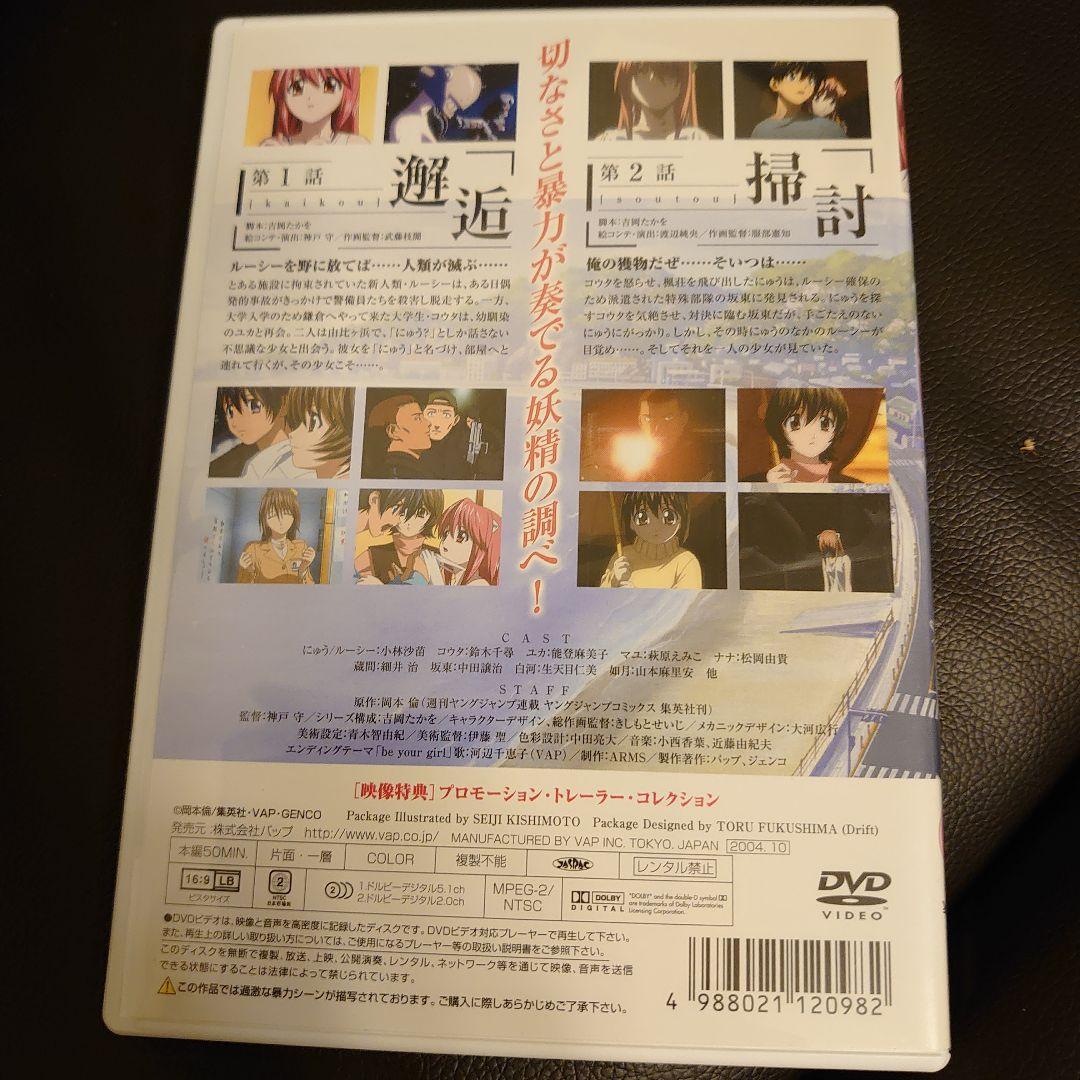 切なさと暴力が奏でる妖精の調べ!
第1話
[kaikou]
「邂逅」
脚本:吉岡たかを
絵コンテ・演出:神戸 守/作画監督:武藤枝闇
ルーシーを野に放てば……人類が滅ぶ……
とある施設に拘束されていた新人類・ルーシーは、ある日偶
発的事故がきっかけで警備員たちを殺害し脱走する。一方、
大学入学のため鎌倉へやって来た大学生・コウタは、幼馴染
のユカと再会。二人は由比ヶ浜で、「にゅう?」としか話さない
不思議な少女と出会う。彼女を「にゅう」と名づけ、部屋へと
連れて行くが、その少女こそ……。
第2話
[soutou]
「掃討」
脚本:吉岡たかを
絵コンテ・演出:渡辺純央/作画監督:服部憲知
俺の獲物だぜ……そいつは……
コウタを怒らせ、楓荘を飛び出したにゅうは、ルーシー確保の
ため派遣された特殊部隊の坂東に発見される。にゅうを探
すコウタを気絶させ、対決に臨む坂東だが、手ごたえのない
にゅうにがっかり。しかし、その時にゅうのなかのルーシーが
目覚め……。そしてそれを一人の少女が見ていた。
CAST
にゅう/ルーシー:小林沙苗 コウタ:鈴木千尋 ユカ:能登麻美子 マユ:萩原えみこ ナナ:松岡由貴
蔵間:細井 治 坂東:中田譲治 白河:生天目仁美 如月:山本麻里安 他
STAFF
原作:岡本 倫(週刊ヤングジャンプ連載 ヤングジャンプコミックス 集英社刊)
監督:神戸 守/シリーズ構成:吉岡たかを/キャラクターデザイン、総作画監督:きしもとせいじ/メカニックデザイン:大河広行
美術設定:青木智由紀/美術監督:伊藤 聖/色彩設計:中田亮大/音楽:小西香葉、近藤由紀夫
エンディングテーマ「be your girl」歌:河辺千恵子(VAP)/制作:ARMS/製作著作:バップ、ジェンコ
[映像特典]プロモーション・トレーラー・コレクション
©岡本倫/集英社・VAP・GENCO
Package Illustrated by SEIJI KISHIMOTO Package Designed by TORU FUKUSHIMA (Drift)
発売元:株式会社バップ http://www.vap.co.jp/ MANUFACTURED BY VAP INC. TOKYO. JAPAN 2004.10
本編50MIN. 片面・一層 COLOR 複製不能 JASRAC レンタル禁止
16:9 LB
ビスタサイズ
2
NTSC
日本市場向
2
1.ドルビーデジタル5.1ch
2.ドルビーデジタル2.0ch
MPEG-2/
NTSC
DOLBY
DIGITAL
"DOLBY" and the double-D symbol
are trademarks of Dolby Laboratories
Licensing Corporation.
DVD
VIDEO
●DVDビデオは、映像と音声を高密度に記録したディスクです。DVDビデオ対応プレーヤーで再生して下さい。
また、再生上の詳しい取り扱い方については、ご使用になるプレーヤー等の取扱い説明書をご参照下さい。
このディスクを無断で複製、放送、上映、公開演奏、レンタル、ネットワーク等を通じて映像、音声を送信
できる状態にすることは法律によって禁じられています。
⚠この作品では過激な暴力シーンが描写されております。ご購入に際しあらかじめご了承下さい。
4 988021 120982